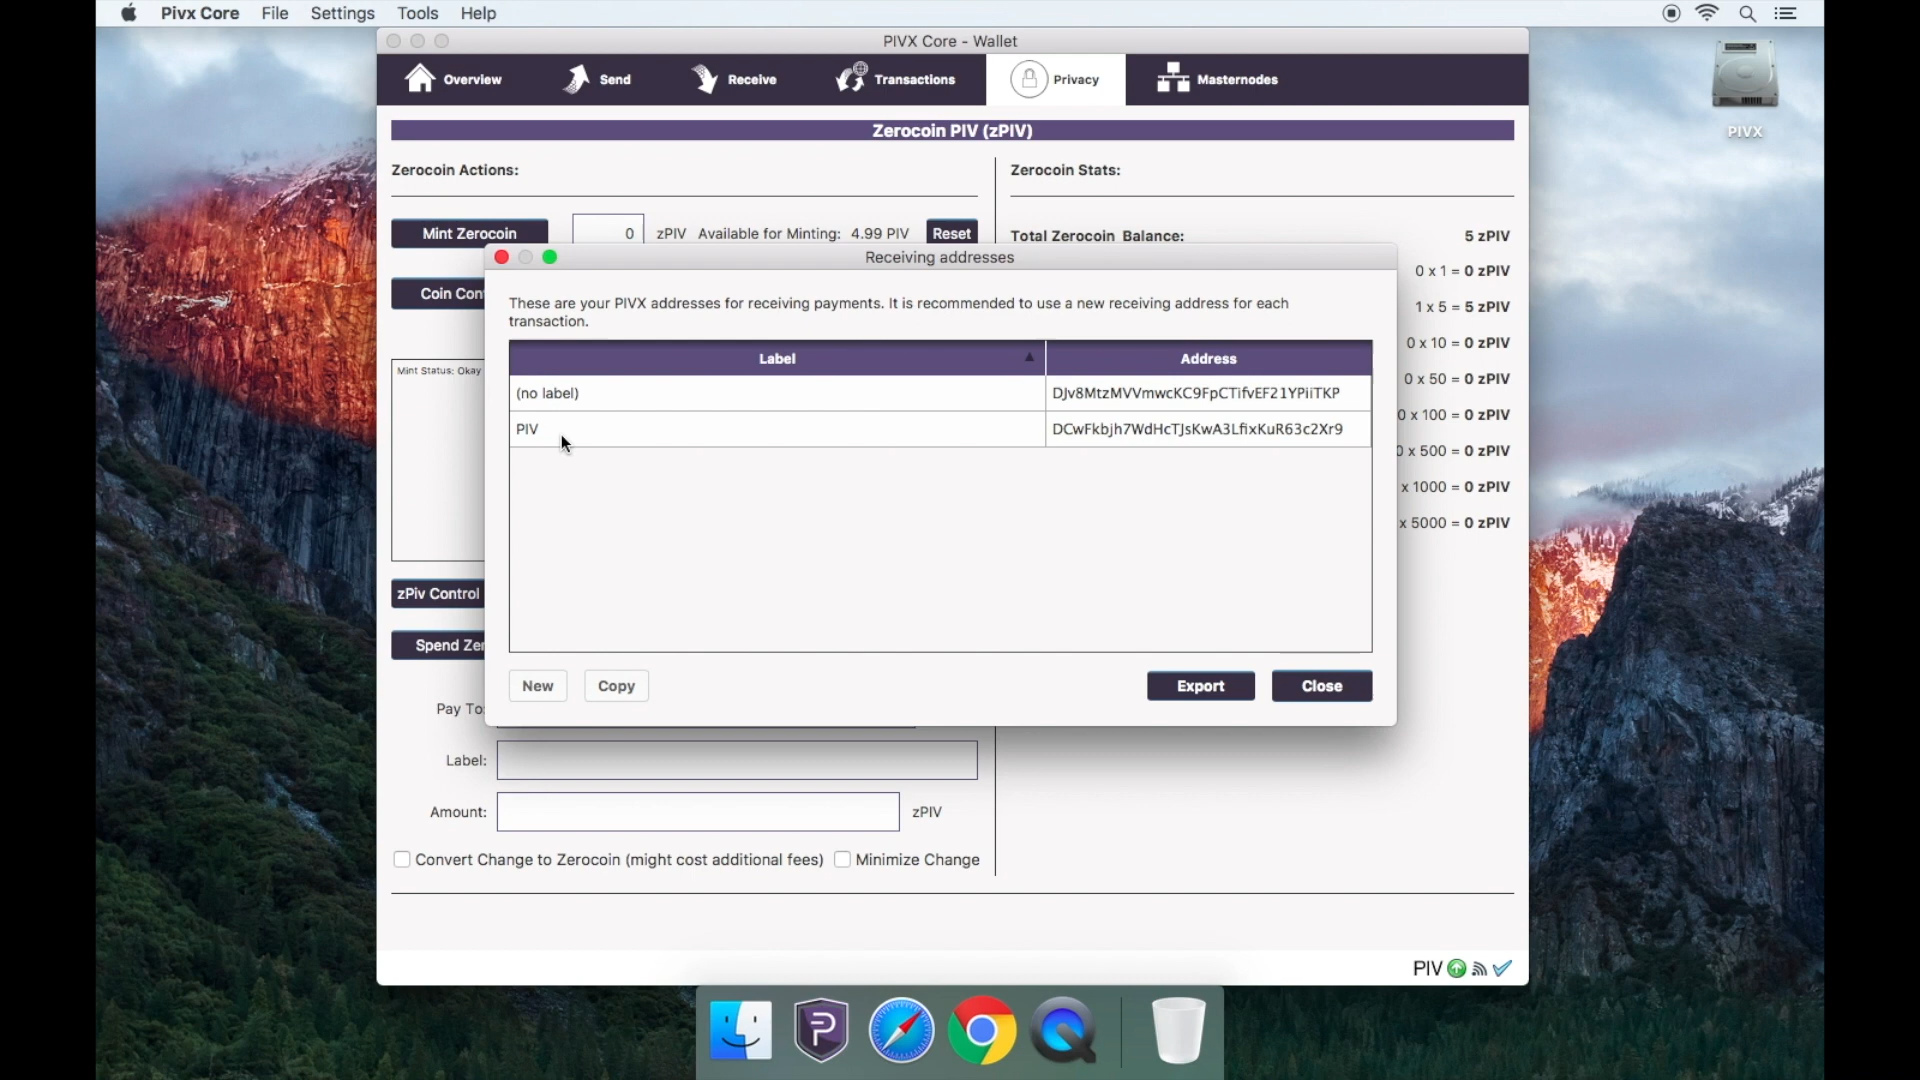 Pivx Core File Settings Tools Help
PIVX Core - Wallet
Overview Send Receive Transactions Privacy Masternodes
PIVX
Zerocoin PIV (zPIV)
Zerocoin Actions:
Zerocoin Stats:
Mint Zerocoin 0 zPIV Available for Minting: 4.99 PIV Reset
Total Zerocoin Balance: 5 zPIV
Receiving addresses
0 x 1 = 0 zPIV
Coin Con
These are your PIVX addresses for receiving payments. It is recommended to use a new receiving address for each
transaction.
1 x 5 = 5 zPIV
0 x 10 = 0 zPIV
Label Address
Mint Status: Okay
0 x 50 = 0 zPIV
(no label) DJv8MtzMVVmwcKC9FpCTifvEF21YPiiTKP
0 x 100 = 0 zPIV
PIV DCwFkbjh7WdHcTJsKwA3LfixKuR63c2Xr9
0 x 500 = 0 zPIV
x 1000 = 0 zPIV
x 5000 = 0 zPIV
zPiv Control
Spend Zer
New Copy Export Close
Pay To:
Label:
Amount: zPIV
Convert Change to Zerocoin (might cost additional fees) Minimize Change
PIV